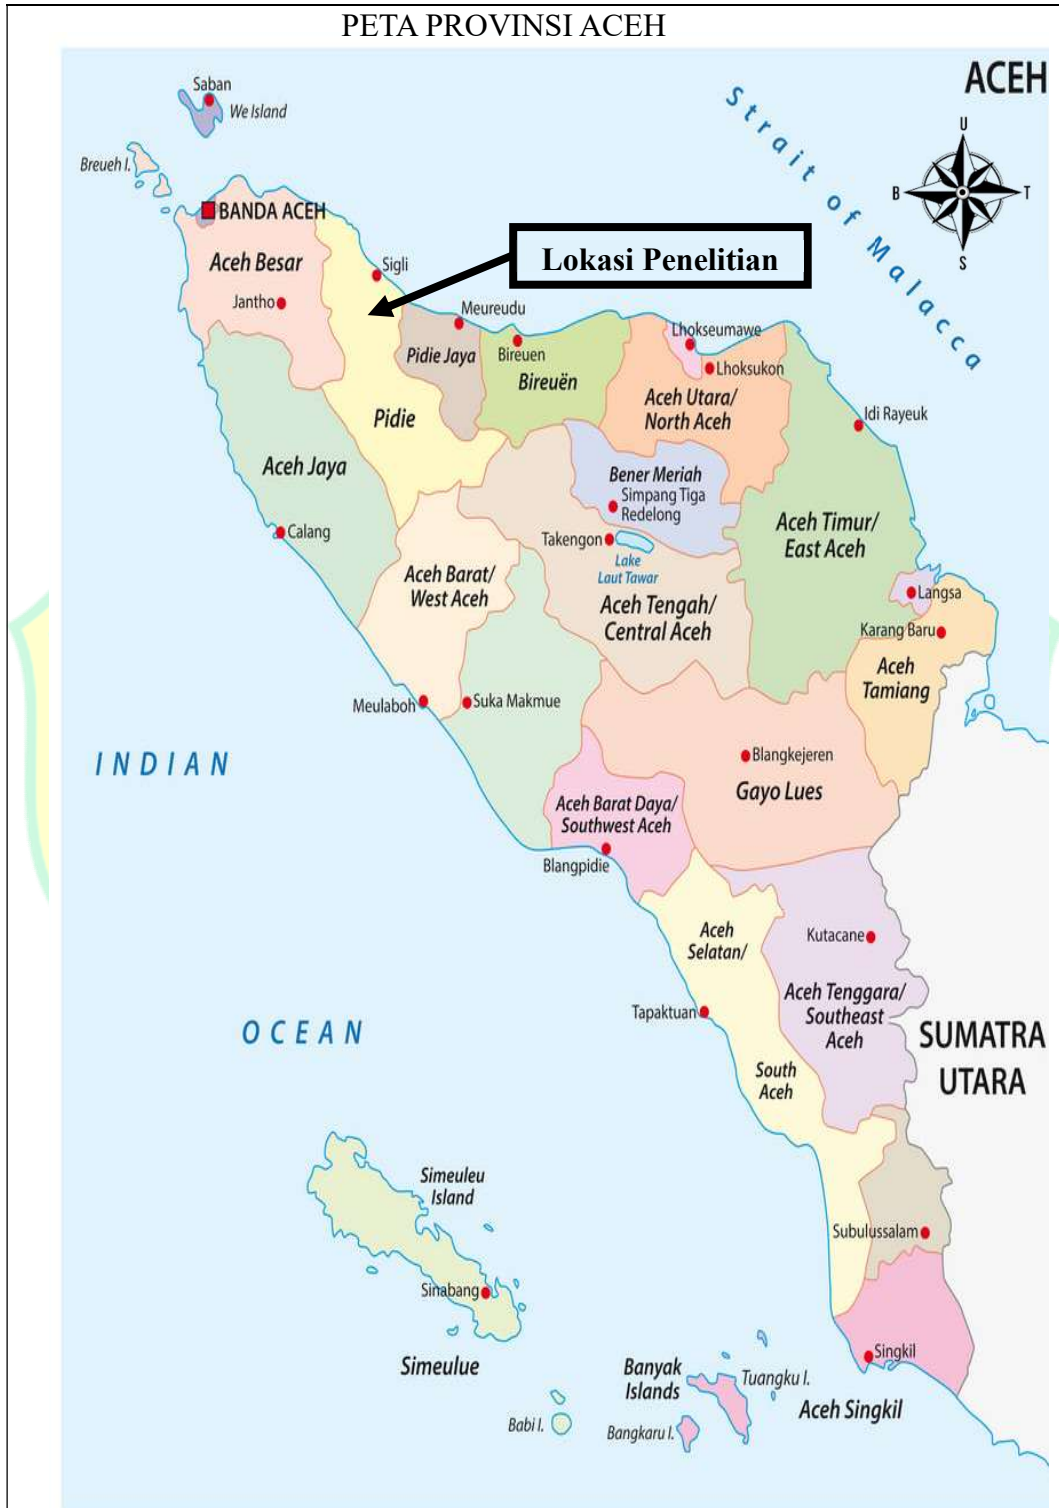 PETA PROVINSI ACEH
ACEH
Saban
We Island
Breueh I.
Strait of Malacca
U
B
T
S
BANDA ACEH
Aceh Besar
Jantho
Sigli
Lokasi Penelitian
Meureudu
Pidie Jaya
Bireuen
Bireuën
Lhokseumawe
Lhoksukon
Aceh Utara/
North Aceh
Idi Rayeuk
Pidie
Aceh Jaya
Calang
Bener Meriah
Simpang Tiga
Redelong
Takengon
Lake
Laut Tawar
Aceh Timur/
East Aceh
Aceh Barat/
West Aceh
Aceh Tengah/
Central Aceh
Langsa
Karang Baru
Aceh
Tamiang
Meulaboh
Suka Makmue
INDIAN
Blangkejeren
Gayo Lues
Aceh Barat Daya/
Southwest Aceh
Blangpidie
Aceh
Selatan/
Kutacane
Aceh Tenggara/
Southeast
Aceh
Tapaktuan
OCEAN
South
Aceh
SUMATRA
UTARA
Simeuleu
Island
Subulussalam
Sinabang
Simeulue
Singkil
Banyak
Islands
Tuangku I.
Aceh Singkil
Babi I.
Bangkaru I.